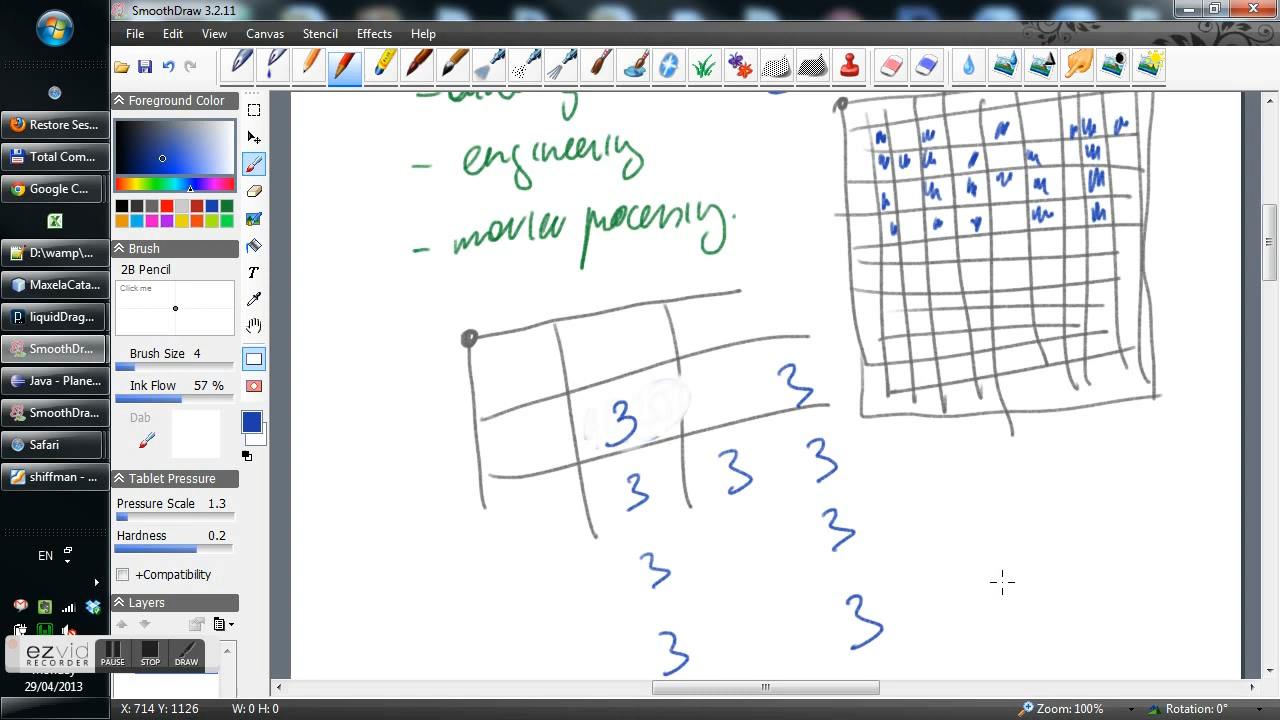 SmoothDraw 3.2.11
File Edit View Canvas Stencil Effects Help
Restore Ses...
Total Com...
Google C...
D:\wamp\...
MaxelaCata...
liquidDrag...
SmoothDr...
Java - Plane...
SmoothDra...
Safari
shiffman - ...
EN
ezvid
RECORDER
PAUSE STOP DRAW
29/04/2013
Foreground Color
Brush
2B Pencil
Click me
Brush Size 4
Ink Flow 57 %
Dab
Tablet Pressure
Pressure Scale 1.3
Hardness 0.2
+Compatibility
Layers
- engineering
- processing.
3 3
3 3 3
3
3
3
3
X: 714 Y: 1126 W: 0 H: 0 Zoom: 100% Rotation: 0°